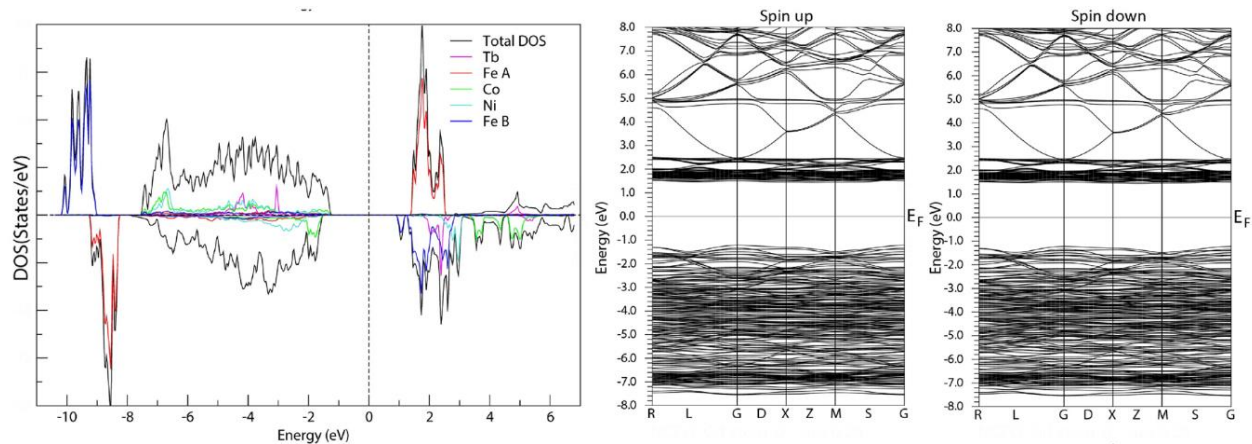 Total DOS
Tb
Fe A
Co
Ni
Fe B
DOS(States/eV)
-10 -8 -6 -4 -2 0 2 4 6
Energy (eV)
Spin up
Energy (eV)
8.0
7.0
6.0
5.0
4.0
3.0
2.0
1.0
0.0
-1.0
-2.0
-3.0
-4.0
-5.0
-6.0
-7.0
-8.0
R L G D X Z M S G
EF
Spin down
Energy (eV)
8.0
7.0
6.0
5.0
4.0
3.0
2.0
1.0
0.0
-1.0
-2.0
-3.0
-4.0
-5.0
-6.0
-7.0
-8.0
R L G D X Z M S G
EF